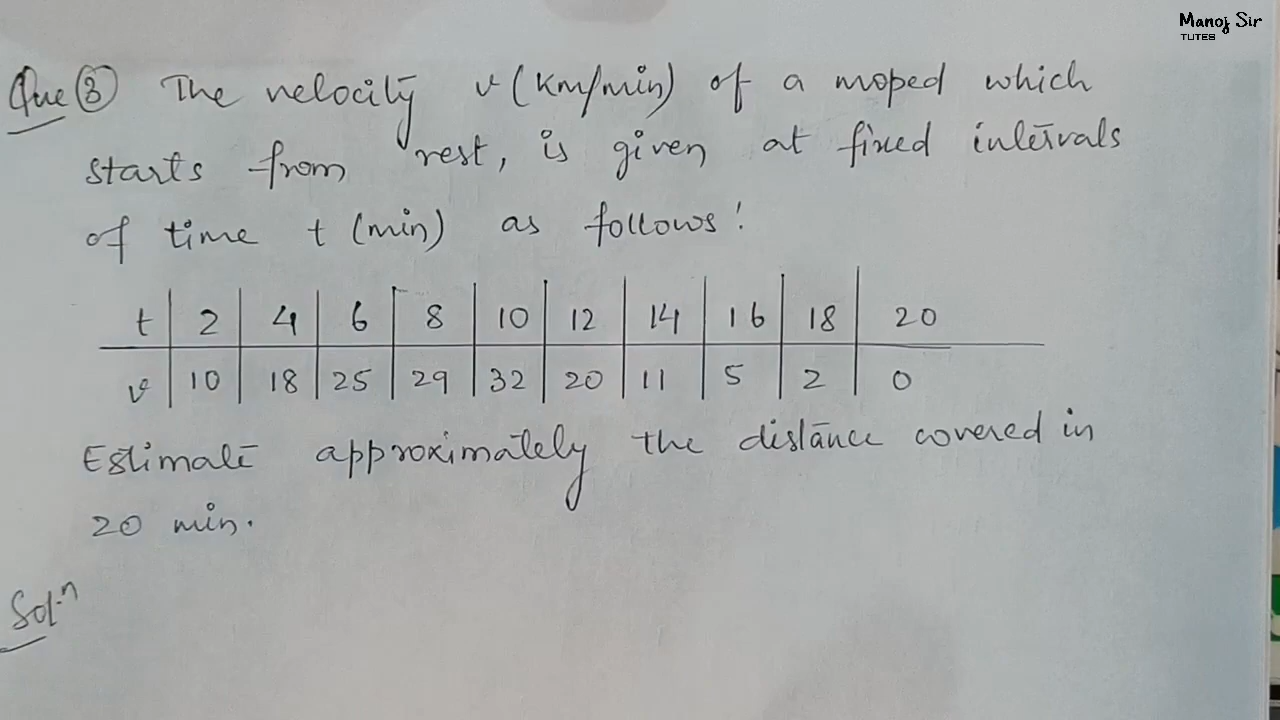 Manoj Sir
TUTES
Que 3 The velocity v (Km/min) of a moped which
starts from rest, is given at fixed intervals
of time t (min) as follows:
t 2 4 6 8 10 12 14 16 18 20
v 10 18 25 29 32 20 11 5 2 0
Estimate approximately the distance covered in
20 min.
Sol.n